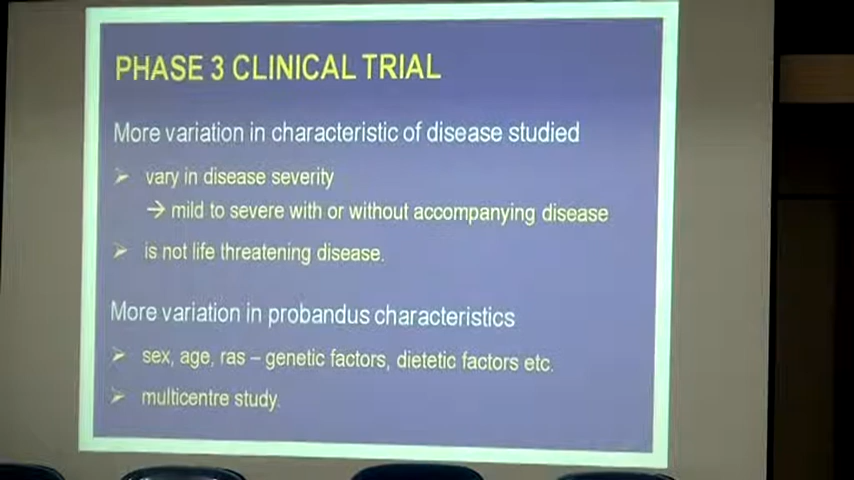 PHASE 3 CLINICAL TRIAL
More variation in characteristic of disease studied
➢ vary in disease severity
→ mild to severe with or without accompanying disease
➢ is not life threatening disease.
More variation in probandus characteristics
➢ sex, age, ras – genetic factors, dietetic factors etc.
➢ multicentre study.